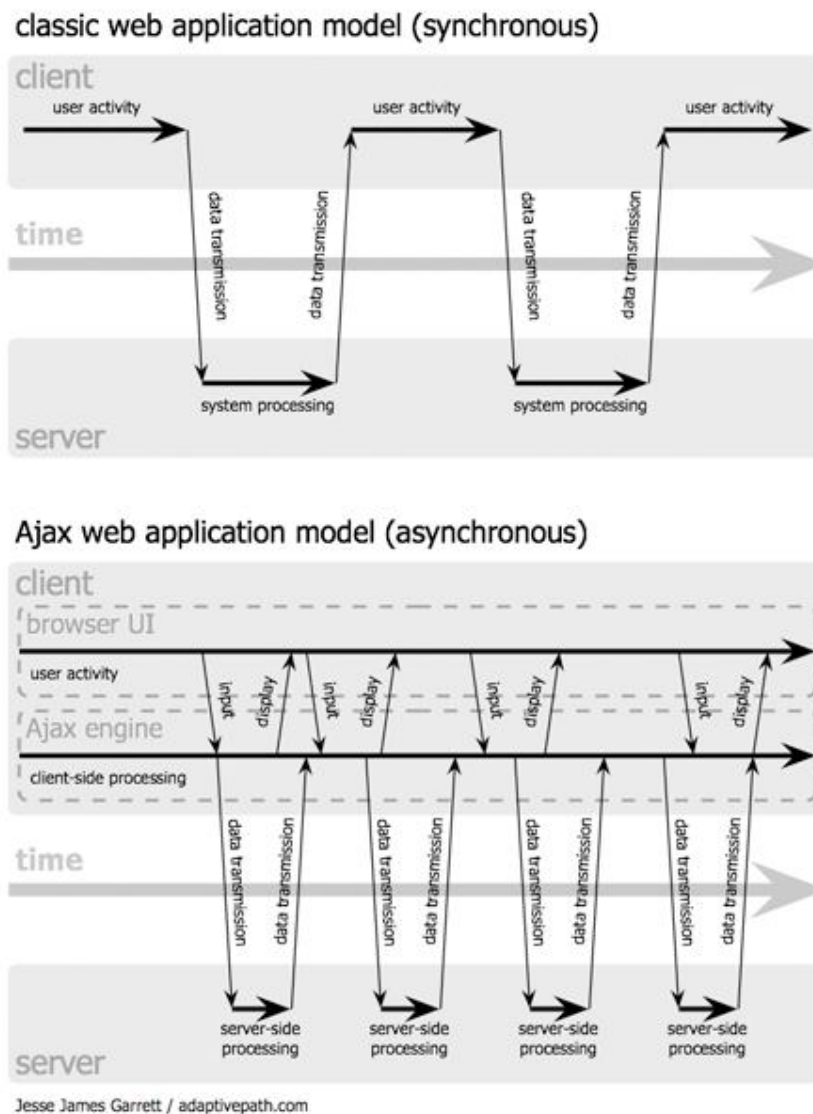 classic web application model (synchronous)
client
user activity
user activity
user activity
data transmission
data transmission
data transmission
data transmission
time
system processing
system processing
server
Ajax web application model (asynchronous)
client
browser UI
user activity
input
display
input
display
input
display
input
display
Ajax engine
client-side processing
data transmission
data transmission
data transmission
data transmission
data transmission
data transmission
data transmission
data transmission
time
server-side
processing
server-side
processing
server-side
processing
server-side
processing
server
Jesse James Garrett / adaptivepath.com